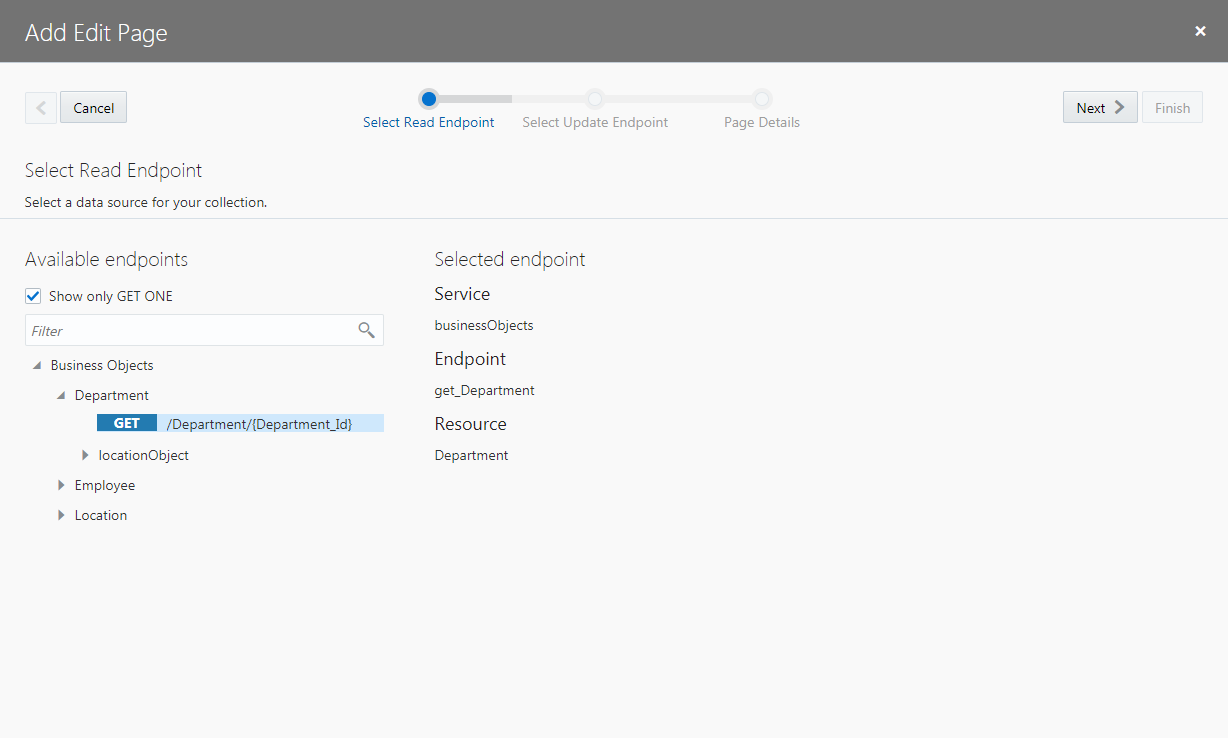 Add Edit Page
×
Cancel
Next
Finish
Select Read Endpoint
Select Update Endpoint
Page Details
Select Read Endpoint
Select a data source for your collection.
Available endpoints
Show only GET ONE
Filter
Business Objects
Department
GET /Department/{Department_Id}
locationObject
Employee
Location
Selected endpoint
Service
businessObjects
Endpoint
get_Department
Resource
Department